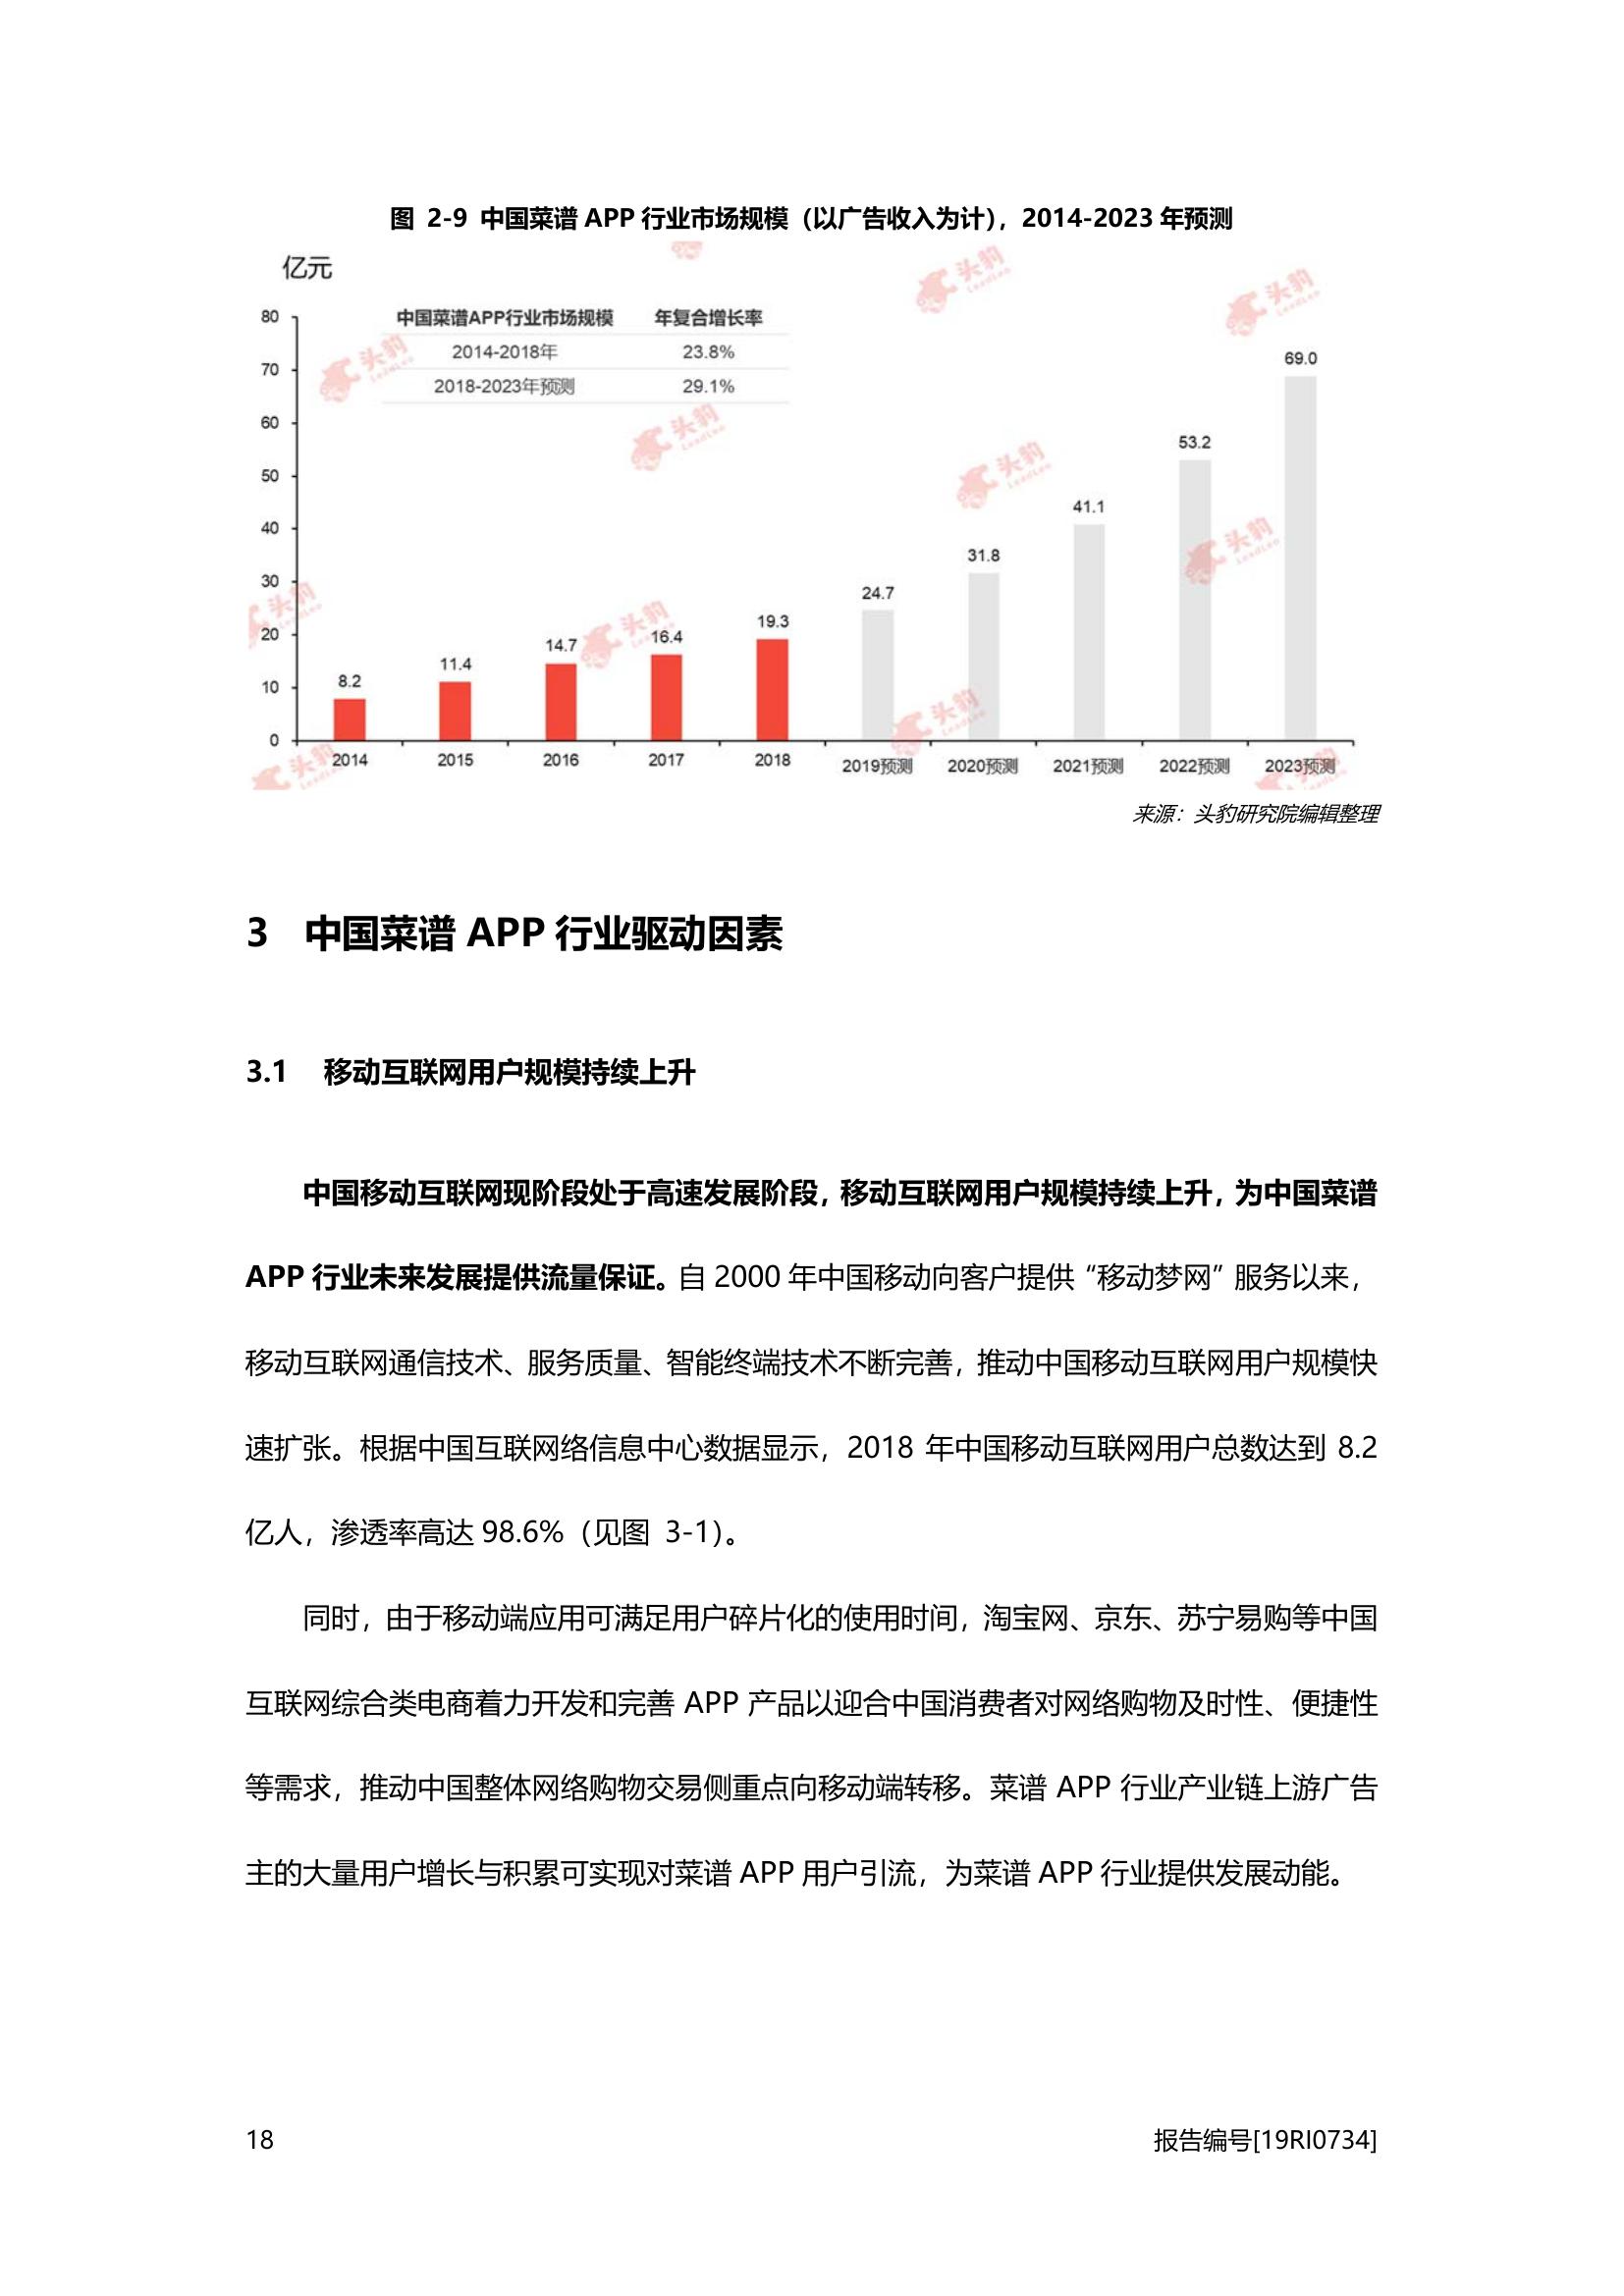 图 2-9 中国菜谱 APP 行业市场规模（以广告收入为计），2014-2023 年预测
亿元
中国菜谱APP行业市场规模 年复合增长率
2014-2018年 23.8%
2018-2023年预测 29.1%
80
70
60
50
40
30
20
10
0
8.2
11.4
14.7
16.4
19.3
24.7
31.8
41.1
53.2
69.0
2014 2015 2016 2017 2018 2019预测 2020预测 2021预测 2022预测 2023预测
头豹
LeadLeo
来源：头豹研究院编辑整理
3 中国菜谱 APP 行业驱动因素
3.1 移动互联网用户规模持续上升
中国移动互联网现阶段处于高速发展阶段，移动互联网用户规模持续上升，为中国菜谱
APP 行业未来发展提供流量保证。自 2000 年中国移动向客户提供“移动梦网”服务以来，
移动互联网通信技术、服务质量、智能终端技术不断完善，推动中国移动互联网用户规模快
速扩张。根据中国互联网络信息中心数据显示，2018 年中国移动互联网用户总数达到 8.2
亿人，渗透率高达 98.6%（见图 3-1）。
同时，由于移动端应用可满足用户碎片化的使用时间，淘宝网、京东、苏宁易购等中国
互联网综合类电商着力开发和完善 APP 产品以迎合中国消费者对网络购物及时性、便捷性
等需求，推动中国整体网络购物交易侧重点向移动端转移。菜谱 APP 行业产业链上游广告
主的大量用户增长与积累可实现对菜谱 APP 用户引流，为菜谱 APP 行业提供发展动能。
18 报告编号[19RI0734]